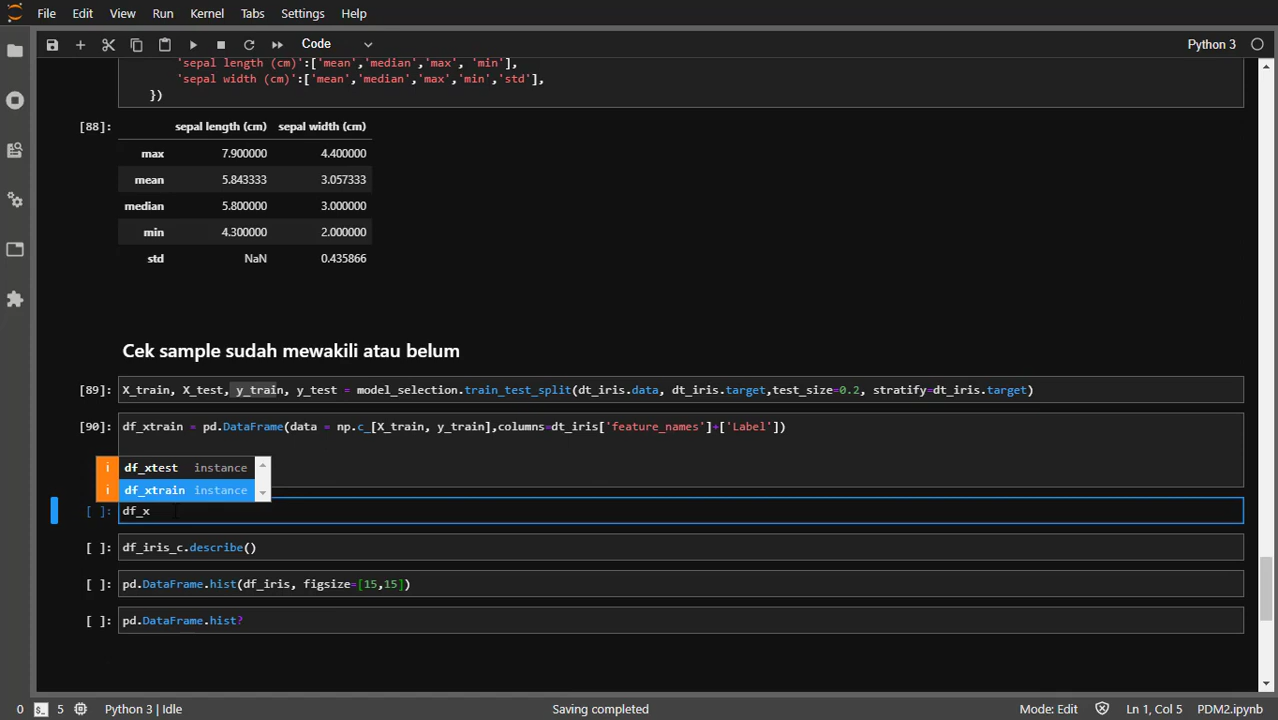 File Edit View Run Kernel Tabs Settings Help
Code
Python 3
'sepal length (cm)':['mean','median','max', 'min'],
'sepal width (cm)':['mean','median','max','min','std'],
})
[88]:
sepal length (cm) sepal width (cm)
max 7.900000 4.400000
mean 5.843333 3.057333
median 5.800000 3.000000
min 4.300000 2.000000
std NaN 0.435866
Cek sample sudah mewakili atau belum
[89]: X_train, X_test, y_train, y_test = model_selection.train_test_split(dt_iris.data, dt_iris.target,test_size=0.2, stratify=dt_iris.target)
[90]: df_xtrain = pd.DataFrame(data = np.c_[X_train, y_train],columns=dt_iris['feature_names']+['Label'])
i df_xtest instance
i df_xtrain instance
[ ]: df_x
[ ]: df_iris_c.describe()
[ ]: pd.DataFrame.hist(df_iris, figsize=[15,15])
[ ]: pd.DataFrame.hist?
0 $_ 5 Python 3 | Idle Saving completed Mode: Edit Ln 1, Col 5 PDM2.ipynb